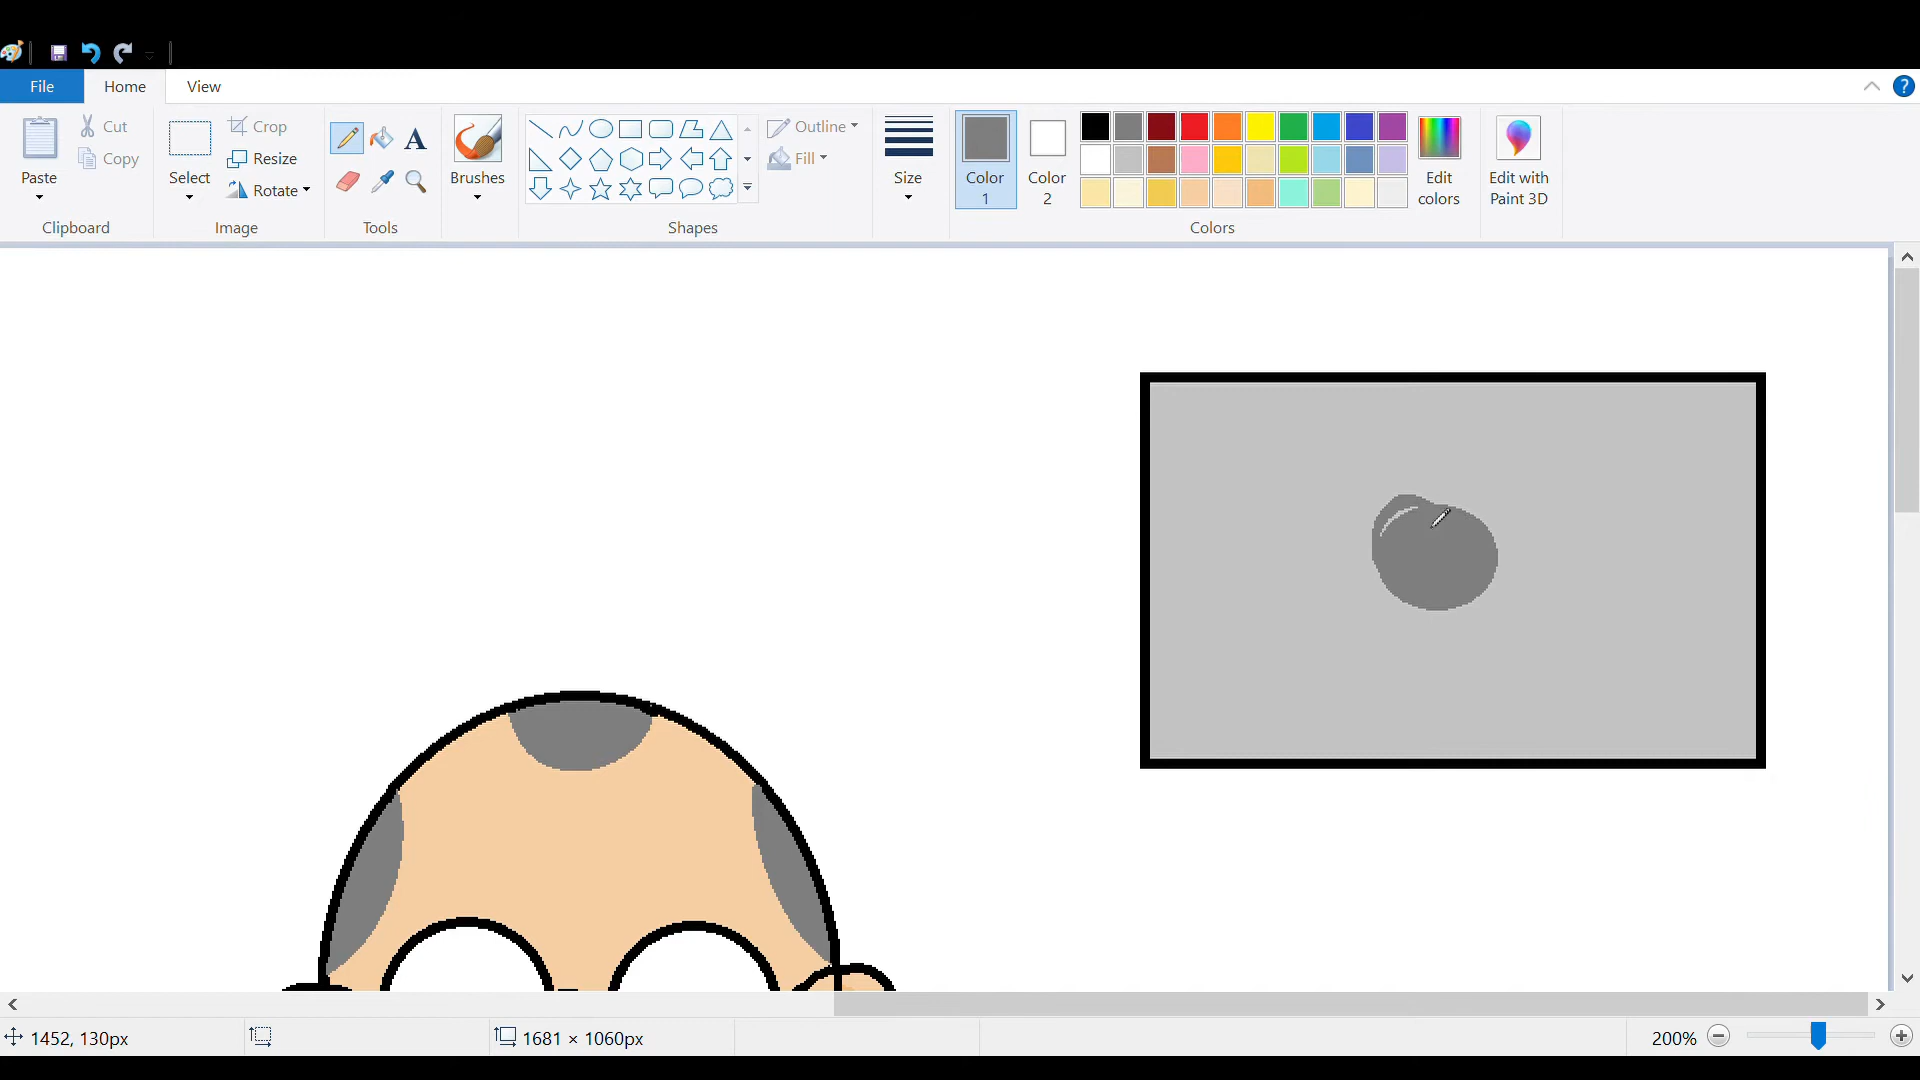 File Home View ?
Cut Crop Outline
Copy Resize Fill
Paste Select Rotate A Brushes Size Color 1 Color 2 Edit colors Edit with Paint 3D
Clipboard Image Tools Shapes Colors
1452, 130px 1681 × 1060px 200%